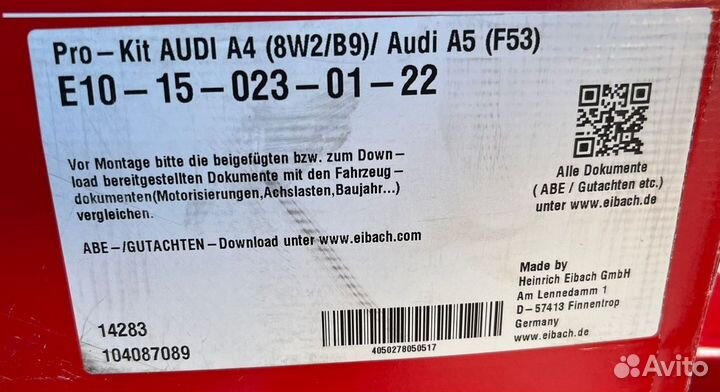 Pro-Kit AUDI A4 (8W2/B9)/ Audi A5 (F53)
E10-15-023-01-22
Vor Montage bitte die beigefügten bzw. zum Down-
load bereitgestellten Dokumente mit den Fahrzeug-
dokumenten(Motorisierungen,Achslasten,Baujahr...)
vergleichen.
Alle Dokumente
( ABE / Gutachten etc.)
unter www.eibach.de
ABE-/GUTACHTEN-Download unter www.eibach.com
Made by
Heinrich Eibach GmbH
Am Lennedamm 1
D-57413 Finnentrop
Germany
www.eibach.de
14283
104087089
4050278050517
Avito